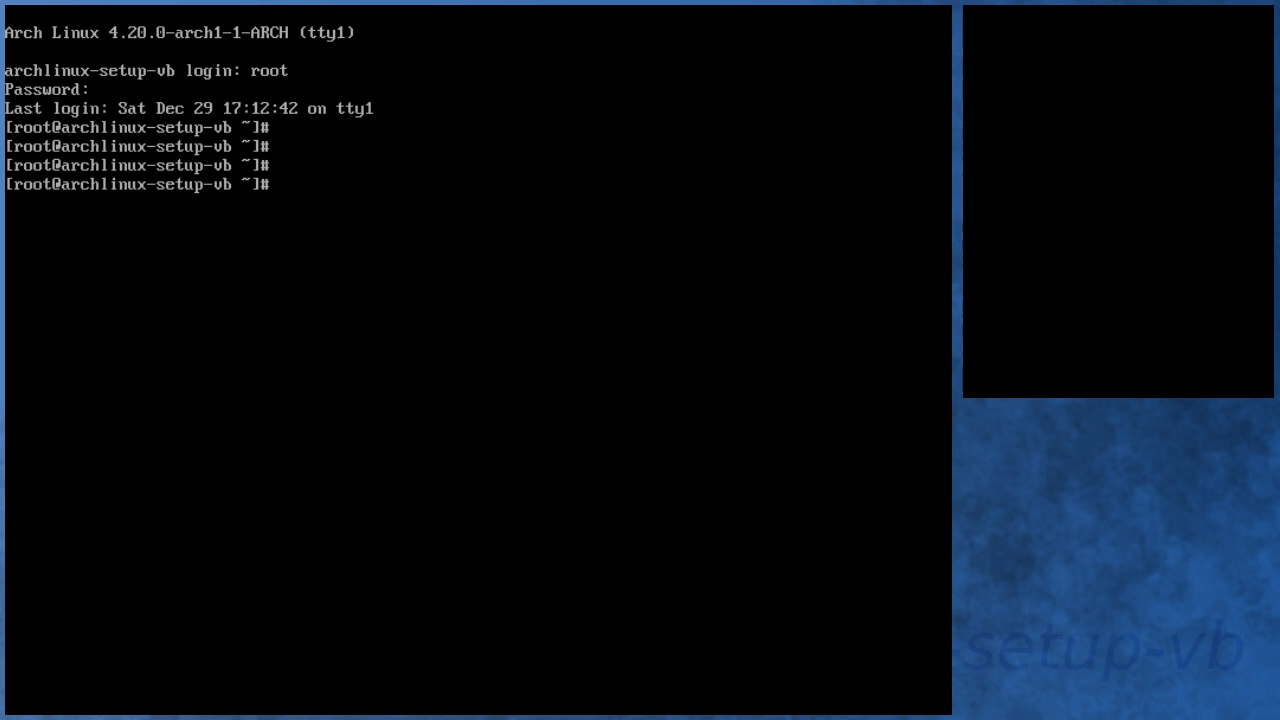 Arch Linux 4.20.0-arch1-1-ARCH (tty1)
archlinux-setup-vb login: root
Password:
Last login: Sat Dec 29 17:12:42 on tty1
[root@archlinux-setup-vb ~]#
[root@archlinux-setup-vb ~]#
[root@archlinux-setup-vb ~]#
[root@archlinux-setup-vb ~]#
-setup-vb